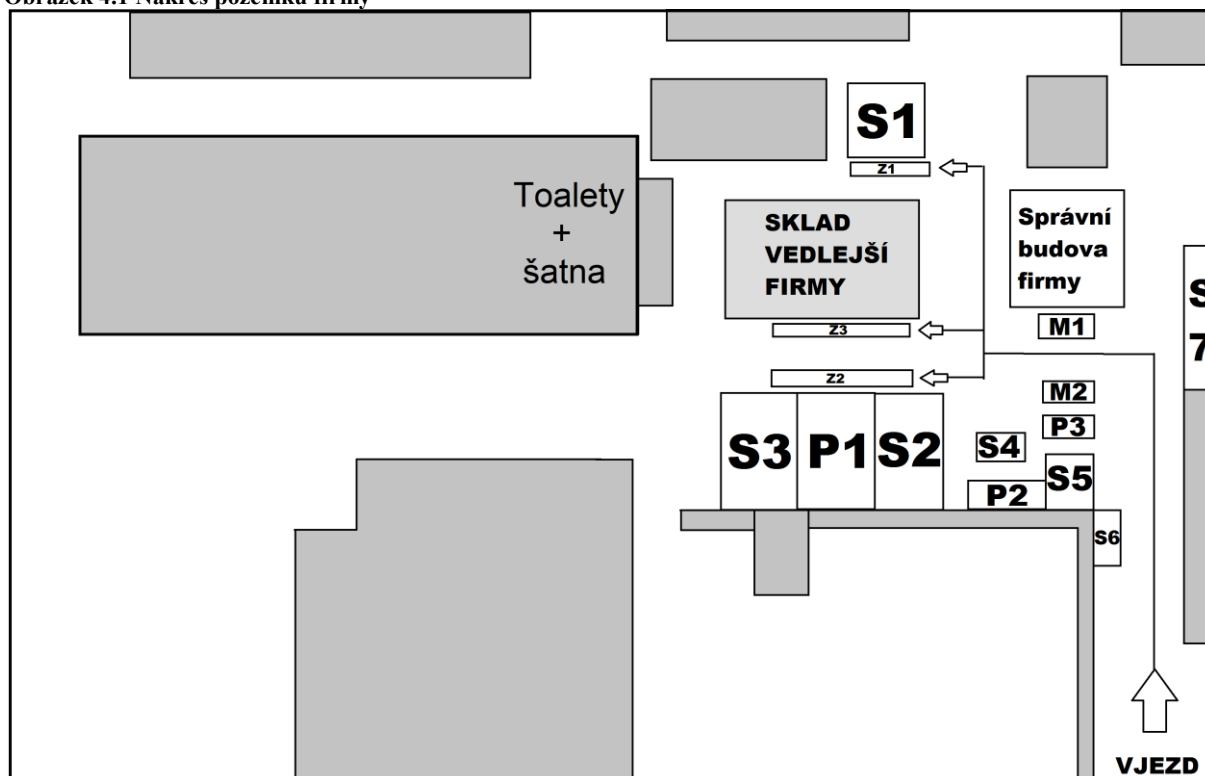 Obrázek 4.1 Nákres pozemku firmy
S1
Z1
Toalety
+
šatna
SKLAD
VEDLEJŠÍ
FIRMY
Správní
budova
firmy
S
7
M1
Z3
Z2
M2
P3
S3
P1
S2
S4
S5
P2
S6
VJEZD